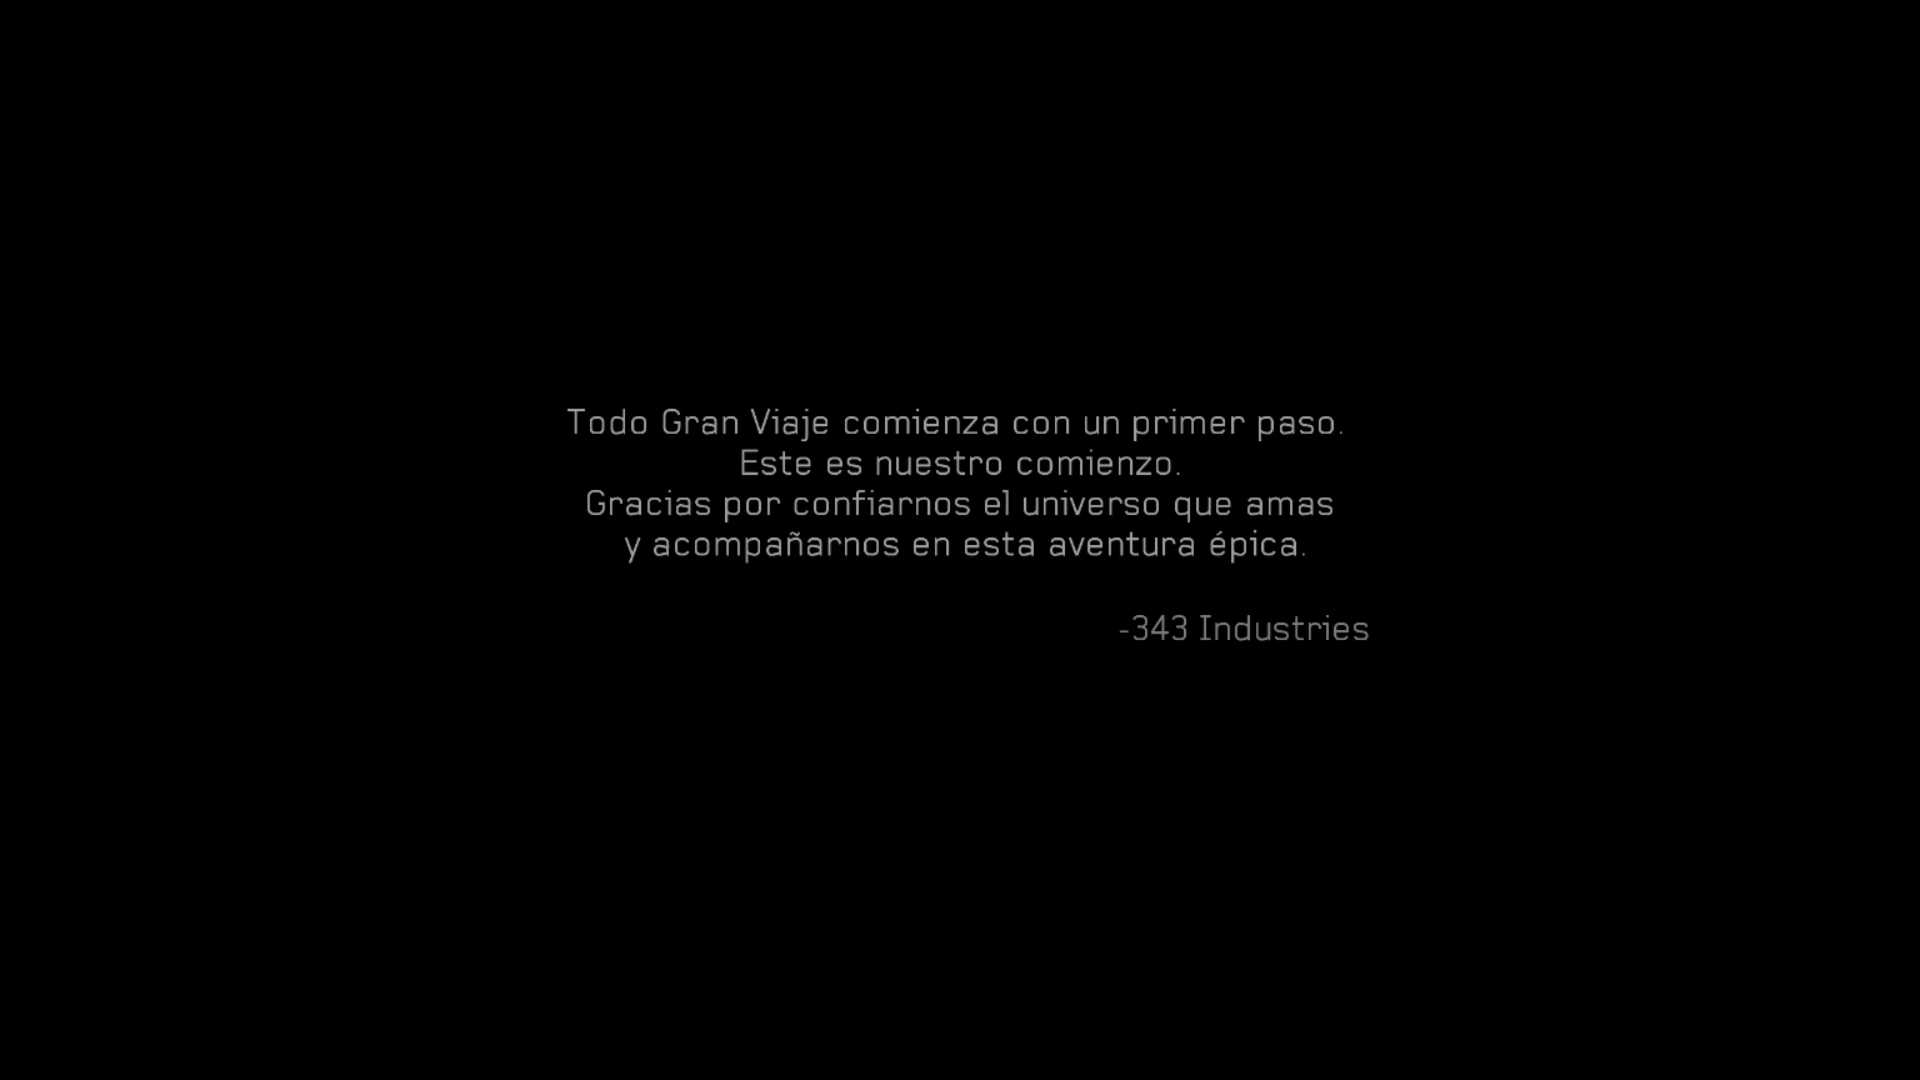 Todo Gran Viaje comienza con un primer paso.
Este es nuestro comienzo.
Gracias por confiarnos el universo que amas
y acompañarnos en esta aventura épica.
-343 Industries